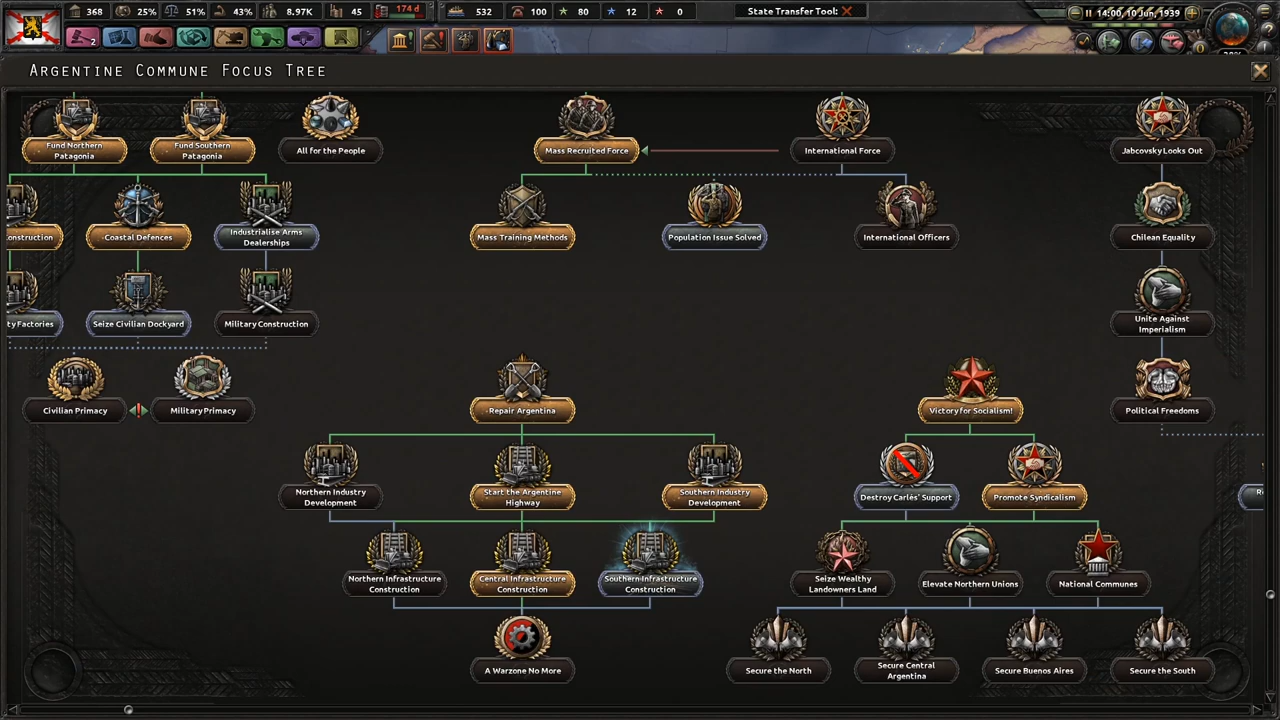 368
25%
51%
43%
8.97K
45
174 d
532
100
80
12
0
State Transfer Tool:
14:00, 10 Jun, 1939
2
0
ARGENTINE COMMUNE FOCUS TREE
Fund Northern
Patagonia
Fund Southern
Patagonia
All for the People
Mass Recruited Force
International Force
Jabcovsky Looks Out
onstruction
Coastal Defences
Industrialise Arms
Dealerships
Mass Training Methods
Population Issue Solved
International Officers
Chilean Equality
ty Factories
Seize Civilian Dockyard
Military Construction
Unite Against
Imperialism
Civilian Primacy
Military Primacy
Repair Argentina
Victory for Socialism!
Political Freedoms
Northern Industry
Development
Start the Argentine
Highway
Southern Industry
Development
Destroy Carlés' Support
Promote Syndicalism
Northern Infrastructure
Construction
Central Infrastructure
Construction
Southern Infrastructure
Construction
Seize Wealthy
Landowners Land
Elevate Northern Unions
National Communes
A Warzone No More
Secure the North
Secure Central
Argentina
Secure Buenos Aires
Secure the South